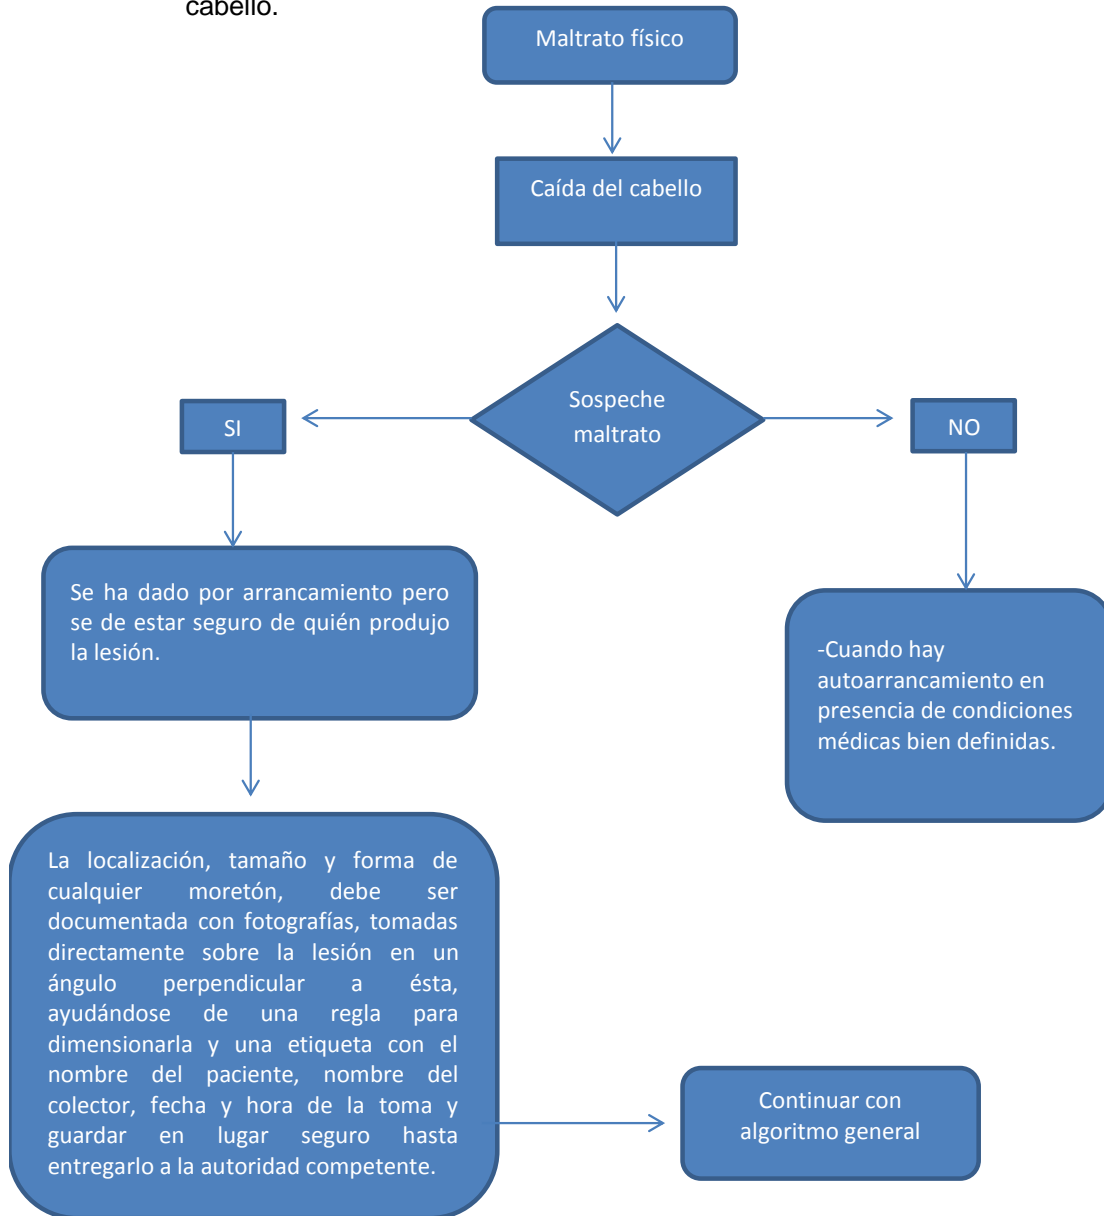 cabello.
Maltrato físico
Caída del cabello
Sospeche
maltrato
SI
NO
Se ha dado por arrancamiento pero
se de estar seguro de quién produjo
la lesión.
-Cuando hay
autoarrancamiento en
presencia de condiciones
médicas bien definidas.
La localización, tamaño y forma de
cualquier moretón, debe ser
documentada con fotografías, tomadas
directamente sobre la lesión en un
ángulo perpendicular a ésta,
ayudándose de una regla para
dimensionarla y una etiqueta con el
nombre del paciente, nombre del
colector, fecha y hora de la toma y
guardar en lugar seguro hasta
entregarlo a la autoridad competente.
Continuar con
algoritmo general